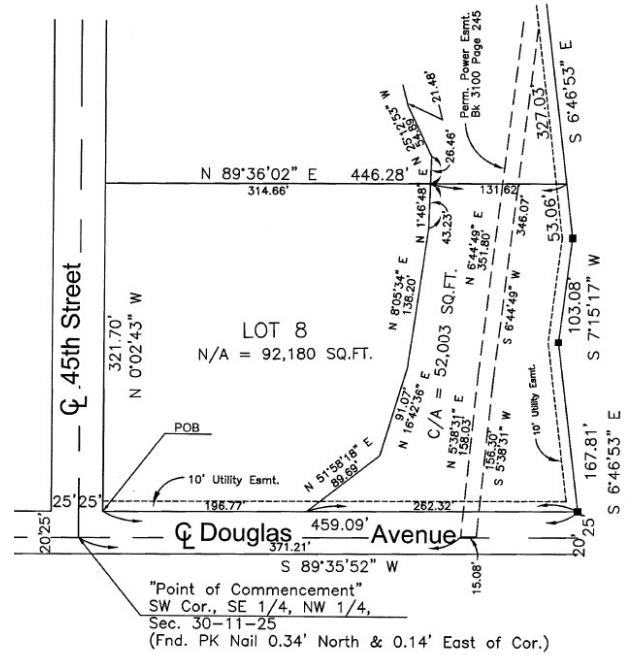 Perm. Power Esmt.
Bk 3100 Page 245
21.48'
N 25°12'53" W
54.89'
26.46'
327.03'
S 6°46'53" E
N 89°36'02" E 446.28'
314.66'
131.62
N 1°46'48" E
43.23'
346.07'
53.06'
N 6°44'49" E
351.80'
S 6°44'49" W
℄ 45th Street
321.70'
N 0°02'43" W
N 8°05'34" E
138.20'
LOT 8
N/A = 92,180 SQ.FT.
C/A = 52,003 SQ.FT.
103.08'
S 7°15'17" W
91.07'
N 16°42'36" E
N 5°38'31" E
158.03'
156.30'
S 5°38'31" W
10' Utility Esmt.
167.81'
S 6°46'53" E
POB
N 51°58'18" E
89.69'
10' Utility Esmt.
25' 25'
196.77'
262.32'
459.09'
20' 25'
℄ Douglas Avenue
20' 25
371.21'
S 89°35'52" W
15.08'
"Point of Commencement"
SW Cor., SE 1/4, NW 1/4,
Sec. 30-11-25
(Fnd. PK Nail 0.34' North & 0.14' East of Cor.)